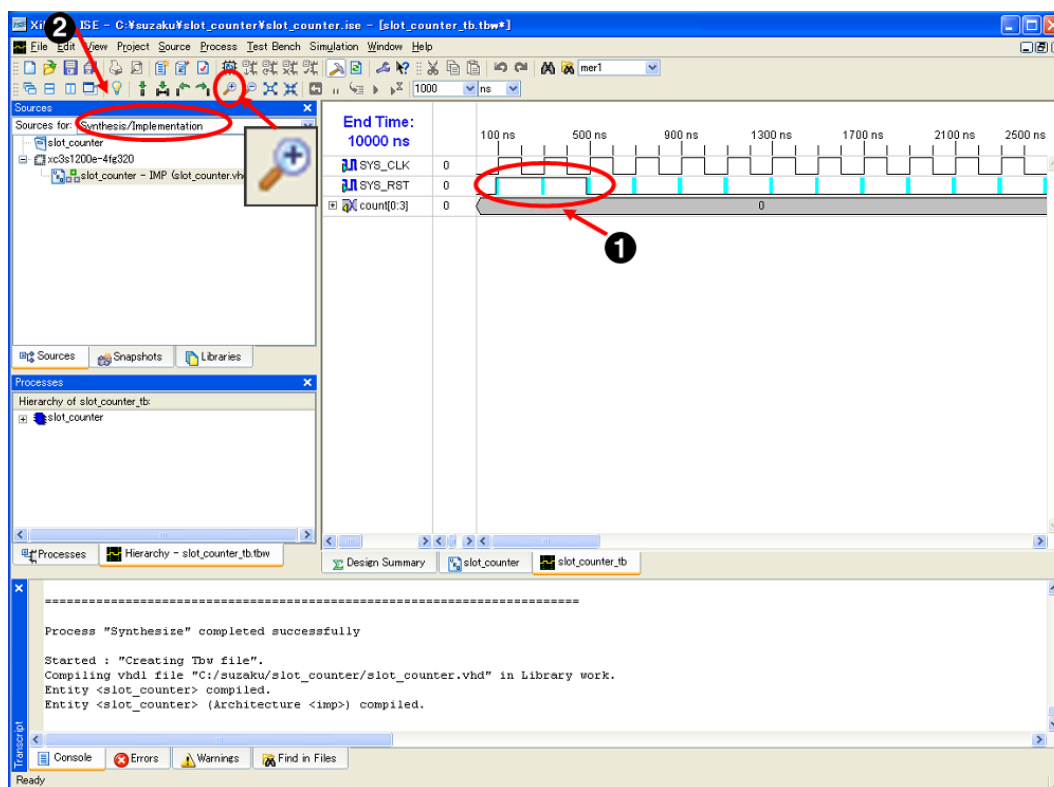 ISE - C:¥suzaku¥slot_counter¥slot_counter.ise - [slot_counter_tb.tbw*]
2
File Edit View Project Source Process Test Bench Simulation Window Help
mer1
1000 ns
Sources
Sources for: Synthesis/Implementation
slot_counter
xc3s1200e-4fg320
slot_counter - IMP (slot_counter.vh
Sources Snapshots Libraries
Processes
Hierarchy of slot_counter_tb:
slot_counter
Processes Hierarchy - slot_counter_tb.tbw
End Time:
10000 ns
100 ns 500 ns 900 ns 1300 ns 1700 ns 2100 ns 2500 ns
SYS_CLK 0
SYS_RST 0
count[0:3] 0 0
1
Design Summary slot_counter slot_counter_tb
=========================================================================
Process "Synthesize" completed successfully
Started : "Creating Tbw file".
Compiling vhdl file "C:/suzaku/slot_counter/slot_counter.vhd" in Library work.
Entity <slot_counter> compiled.
Entity <slot_counter> (Architecture <imp>) compiled.
Transcript
Console Errors Warnings Find in Files
Ready